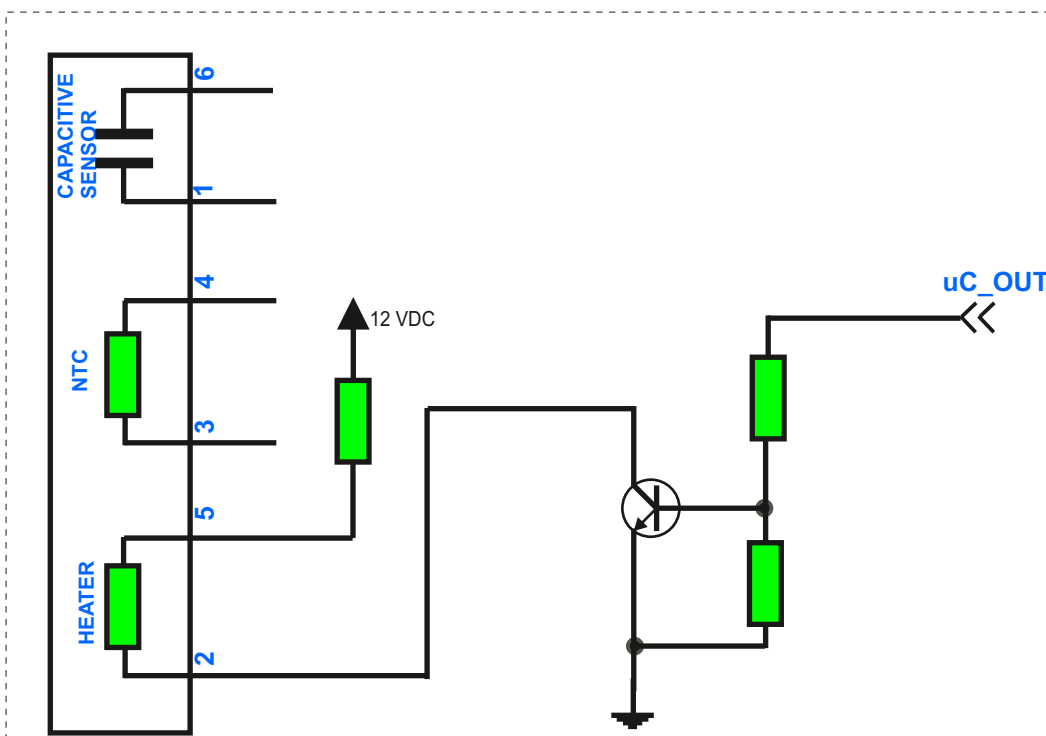 CAPACITIVE
SENSOR
6
1
4
NTC
3
12 VDC
uC_OUT
5
HEATER
2